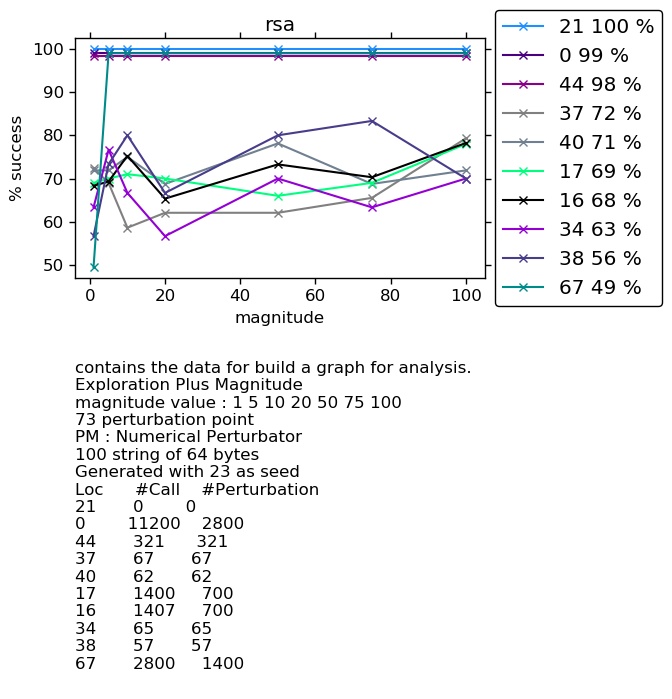 rsa
100
90
80
70
60
50
% success
0 20 40 60 80 100
magnitude
21 100 %
0 99 %
44 98 %
37 72 %
40 71 %
17 69 %
16 68 %
34 63 %
38 56 %
67 49 %
contains the data for build a graph for analysis.
Exploration Plus Magnitude
magnitude value : 1 5 10 20 50 75 100
73 perturbation point
PM : Numerical Perturbator
100 string of 64 bytes
Generated with 23 as seed
Loc #Call #Perturbation
21 0 0
0 11200 2800
44 321 321
37 67 67
40 62 62
17 1400 700
16 1407 700
34 65 65
38 57 57
67 2800 1400